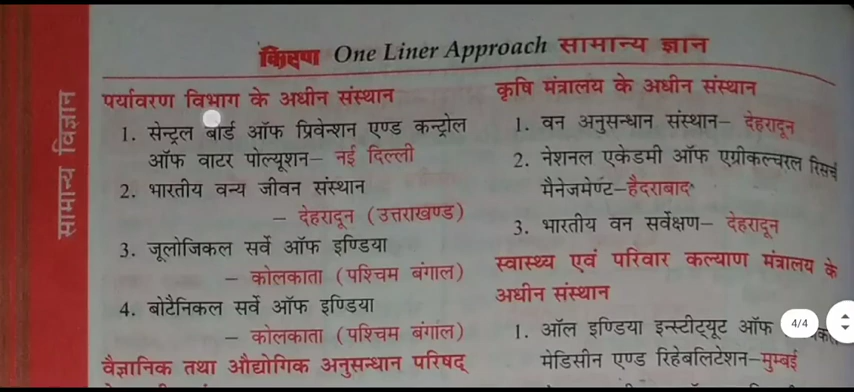 किरण One Liner Approach सामान्य ज्ञान
सामान्य विज्ञान
पर्यावरण विभाग के अधीन संस्थान
1. सेन्ट्रल बोर्ड ऑफ प्रिवेन्शन एण्ड कन्ट्रोल
ऑफ वाटर पोल्यूशन– नई दिल्ली
2. भारतीय वन्य जीवन संस्थान
– देहरादून (उत्तराखण्ड)
3. जूलोजिकल सर्वे ऑफ इण्डिया
– कोलकाता (पश्चिम बंगाल)
4. बोटैनिकल सर्वे ऑफ इण्डिया
– कोलकाता (पश्चिम बंगाल)
वैज्ञानिक तथा औद्योगिक अनुसन्धान परिषद्
कृषि मंत्रालय के अधीन संस्थान
1. वन अनुसन्धान संस्थान– देहरादून
2. नेशनल एकेडमी ऑफ एग्रीकल्चरल रिसर्च
मैनेजमेण्ट–हैदराबाद
3. भारतीय वन सर्वेक्षण– देहरादून
स्वास्थ्य एवं परिवार कल्याण मंत्रालय के
अधीन संस्थान
1. ऑल इण्डिया इन्स्टीट्यूट ऑफ
मेडिसीन एण्ड रिहेबलिटेशन–मुम्बई
4/4